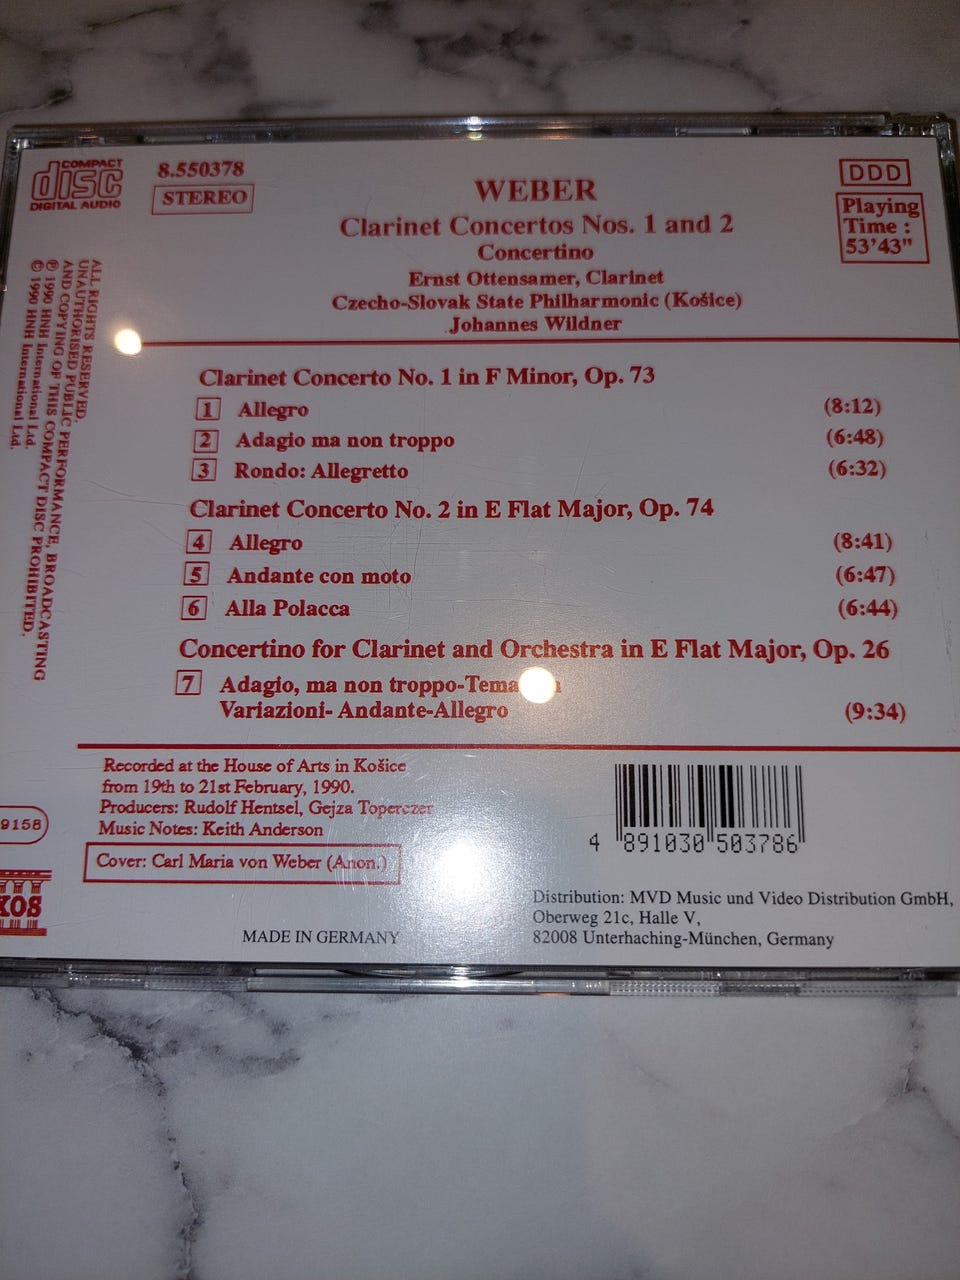 COMPACT
disc
DIGITAL AUDIO
8.550378
STEREO
DDD
Playing
Time :
53'43"
WEBER
Clarinet Concertos Nos. 1 and 2
Concertino
Ernst Ottensamer, Clarinet
Czecho-Slovak State Philharmonic (Košice)
Johannes Wildner
ALL RIGHTS RESERVED.
UNAUTHORISED PUBLIC PERFORMANCE, BROADCASTING
AND COPYING OF THIS COMPACT DISC PROHIBITED.
℗ 1990 HNH International Ltd.
© 1990 HNH International Ltd.
Clarinet Concerto No. 1 in F Minor, Op. 73
1 Allegro (8:12)
2 Adagio ma non troppo (6:48)
3 Rondo: Allegretto (6:32)
Clarinet Concerto No. 2 in E Flat Major, Op. 74
4 Allegro (8:41)
5 Andante con moto (6:47)
6 Alla Polacca (6:44)
Concertino for Clarinet and Orchestra in E Flat Major, Op. 26
7 Adagio, ma non troppo-Tema
Variazioni- Andante-Allegro (9:34)
Recorded at the House of Arts in Košice
from 19th to 21st February, 1990.
Producers: Rudolf Hentsel, Gejza Toperczer
Music Notes: Keith Anderson
Cover: Carl Maria von Weber (Anon.)
9158
XOS
MADE IN GERMANY
4 891030 503786
Distribution: MVD Music und Video Distribution GmbH,
Oberweg 21c, Halle V,
82008 Unterhaching-München, Germany